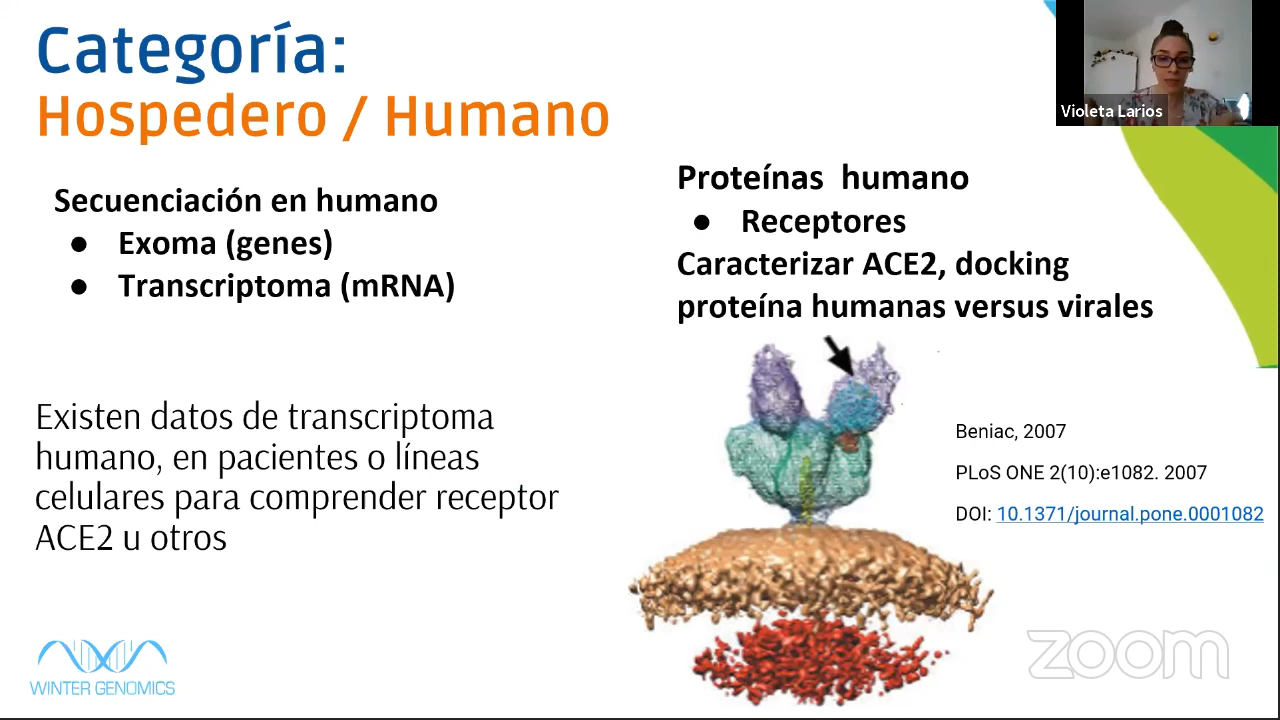 Categoría:
Hospedero / Humano
Secuenciación en humano
● Exoma (genes)
● Transcriptoma (mRNA)
Existen datos de transcriptoma
humano, en pacientes o líneas
celulares para comprender receptor
ACE2 u otros
Proteínas humano
● Receptores
Caracterizar ACE2, docking
proteína humanas versus virales
Beniac, 2007
PLoS ONE 2(10):e1082. 2007
DOI: 10.1371/journal.pone.0001082
Violeta Larios
WINTER GENOMICS
zoom